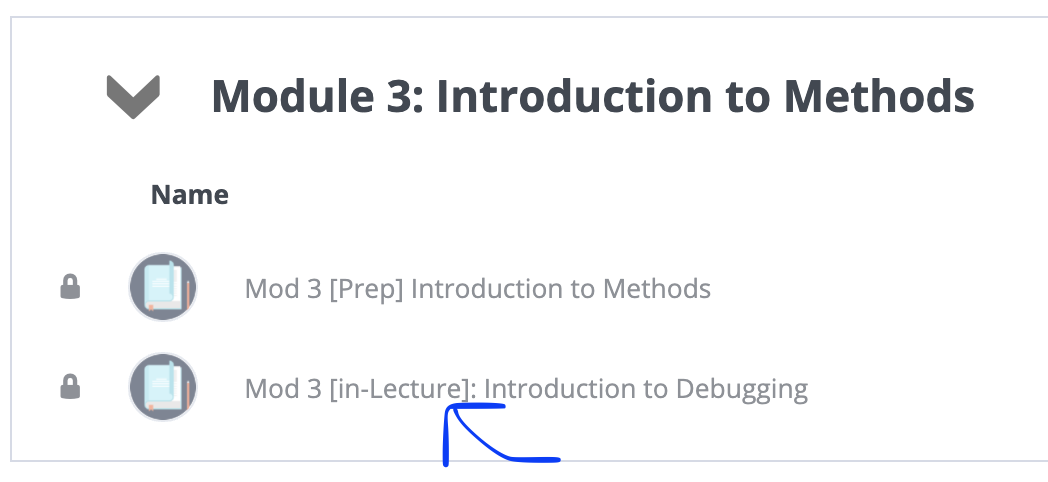 Module 3: Introduction to Methods
Name
Mod 3 [Prep] Introduction to Methods
Mod 3 [in-Lecture]: Introduction to Debugging